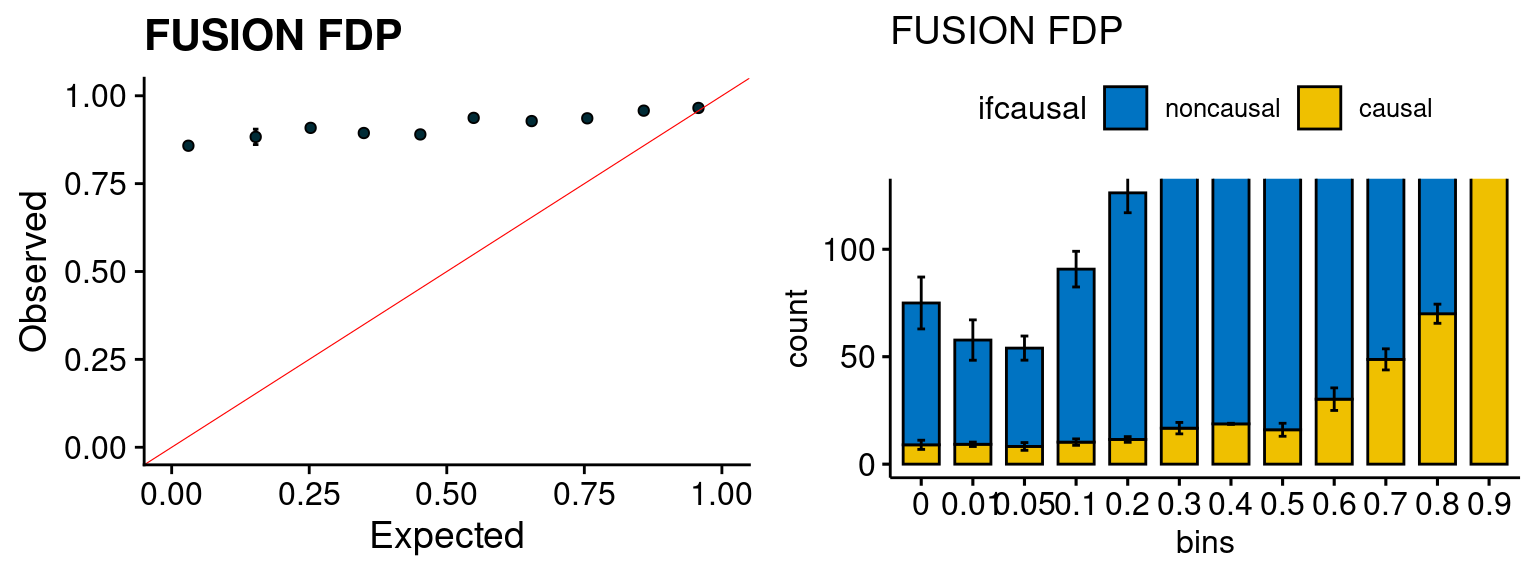 FUSION FDP
1.00
0.75
0.50
0.25
0.00
Observed
0.00 0.25 0.50 0.75 1.00
Expected
FUSION FDP
ifcausal noncausal causal
100
50
0
count
0 0.01 0.05 0.1 0.2 0.3 0.4 0.5 0.6 0.7 0.8 0.9
bins